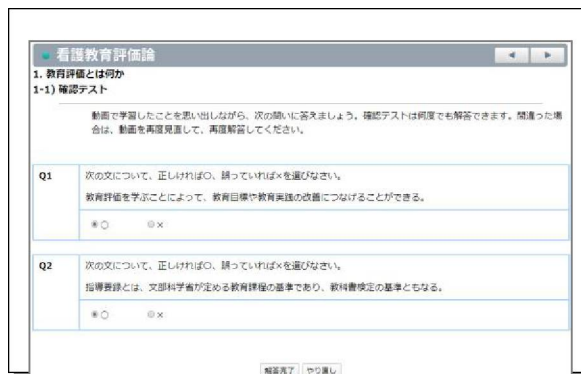 看護教育評価論
1. 教育評価とは何か
1-1) 確認テスト
動画で学習したことを思い出しながら、次の問いに答えましょう。確認テストは何度でも解答できます。間違った場
合は、動画を再度見直して、再度解答してください。
Q1 次の文について、正しければ○、誤っていれば×を選びなさい。
教育評価を学ぶことによって、教育目標や教育実践の改善につなげることができる。
○ ×
Q2 次の文について、正しければ○、誤っていれば×を選びなさい。
指導要録とは、文部科学省が定める教育課程の基準であり、教科書検定の基準ともなる。
○ ×
解答完了 やり直し